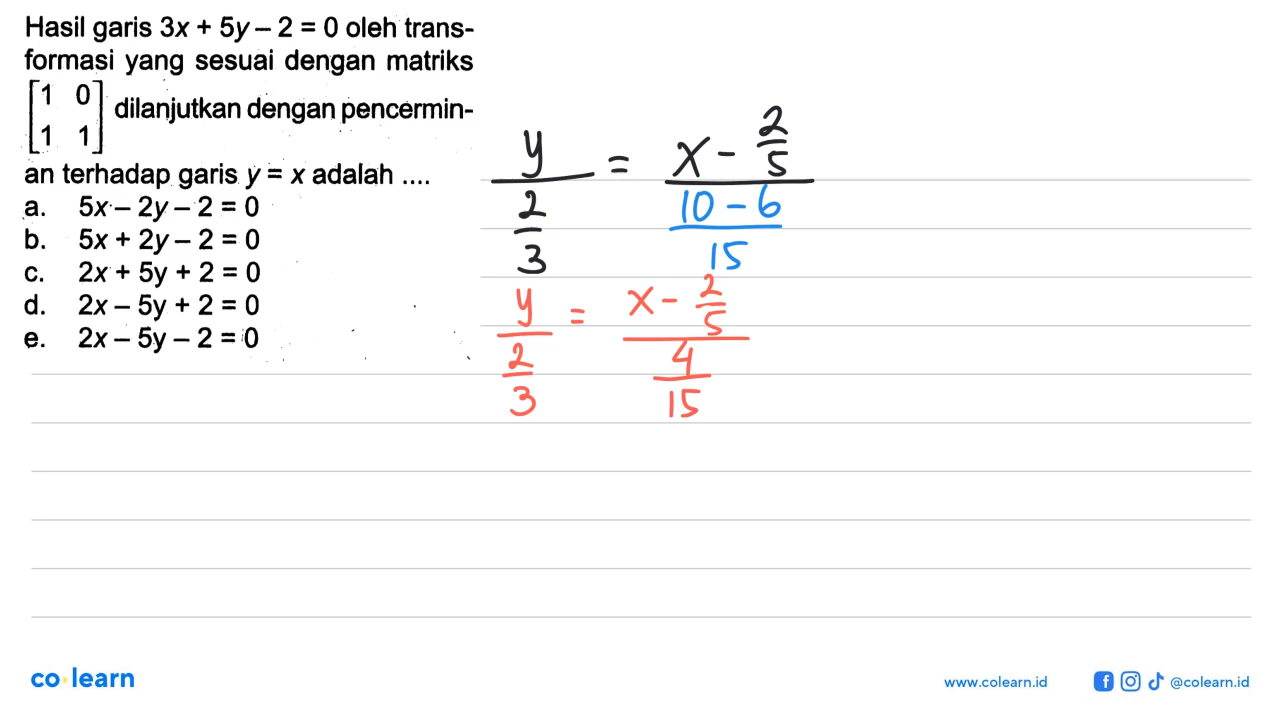 Hasil garis 3x + 5y – 2 = 0 oleh trans-
formasi yang sesuai dengan matriks
[1 0]
[1 1] dilanjutkan dengan pencermin-
an terhadap garis y = x adalah ....
a. 5x – 2y – 2 = 0
b. 5x + 2y – 2 = 0
c. 2x + 5y + 2 = 0
d. 2x – 5y + 2 = 0
e. 2x – 5y – 2 = 0
y/(2/3) = (x - 2/5)/((10 - 6)/15)
y/(2/3) = (x - 2/5)/(4/15)
co learn
www.colearn.id
@colearn.id